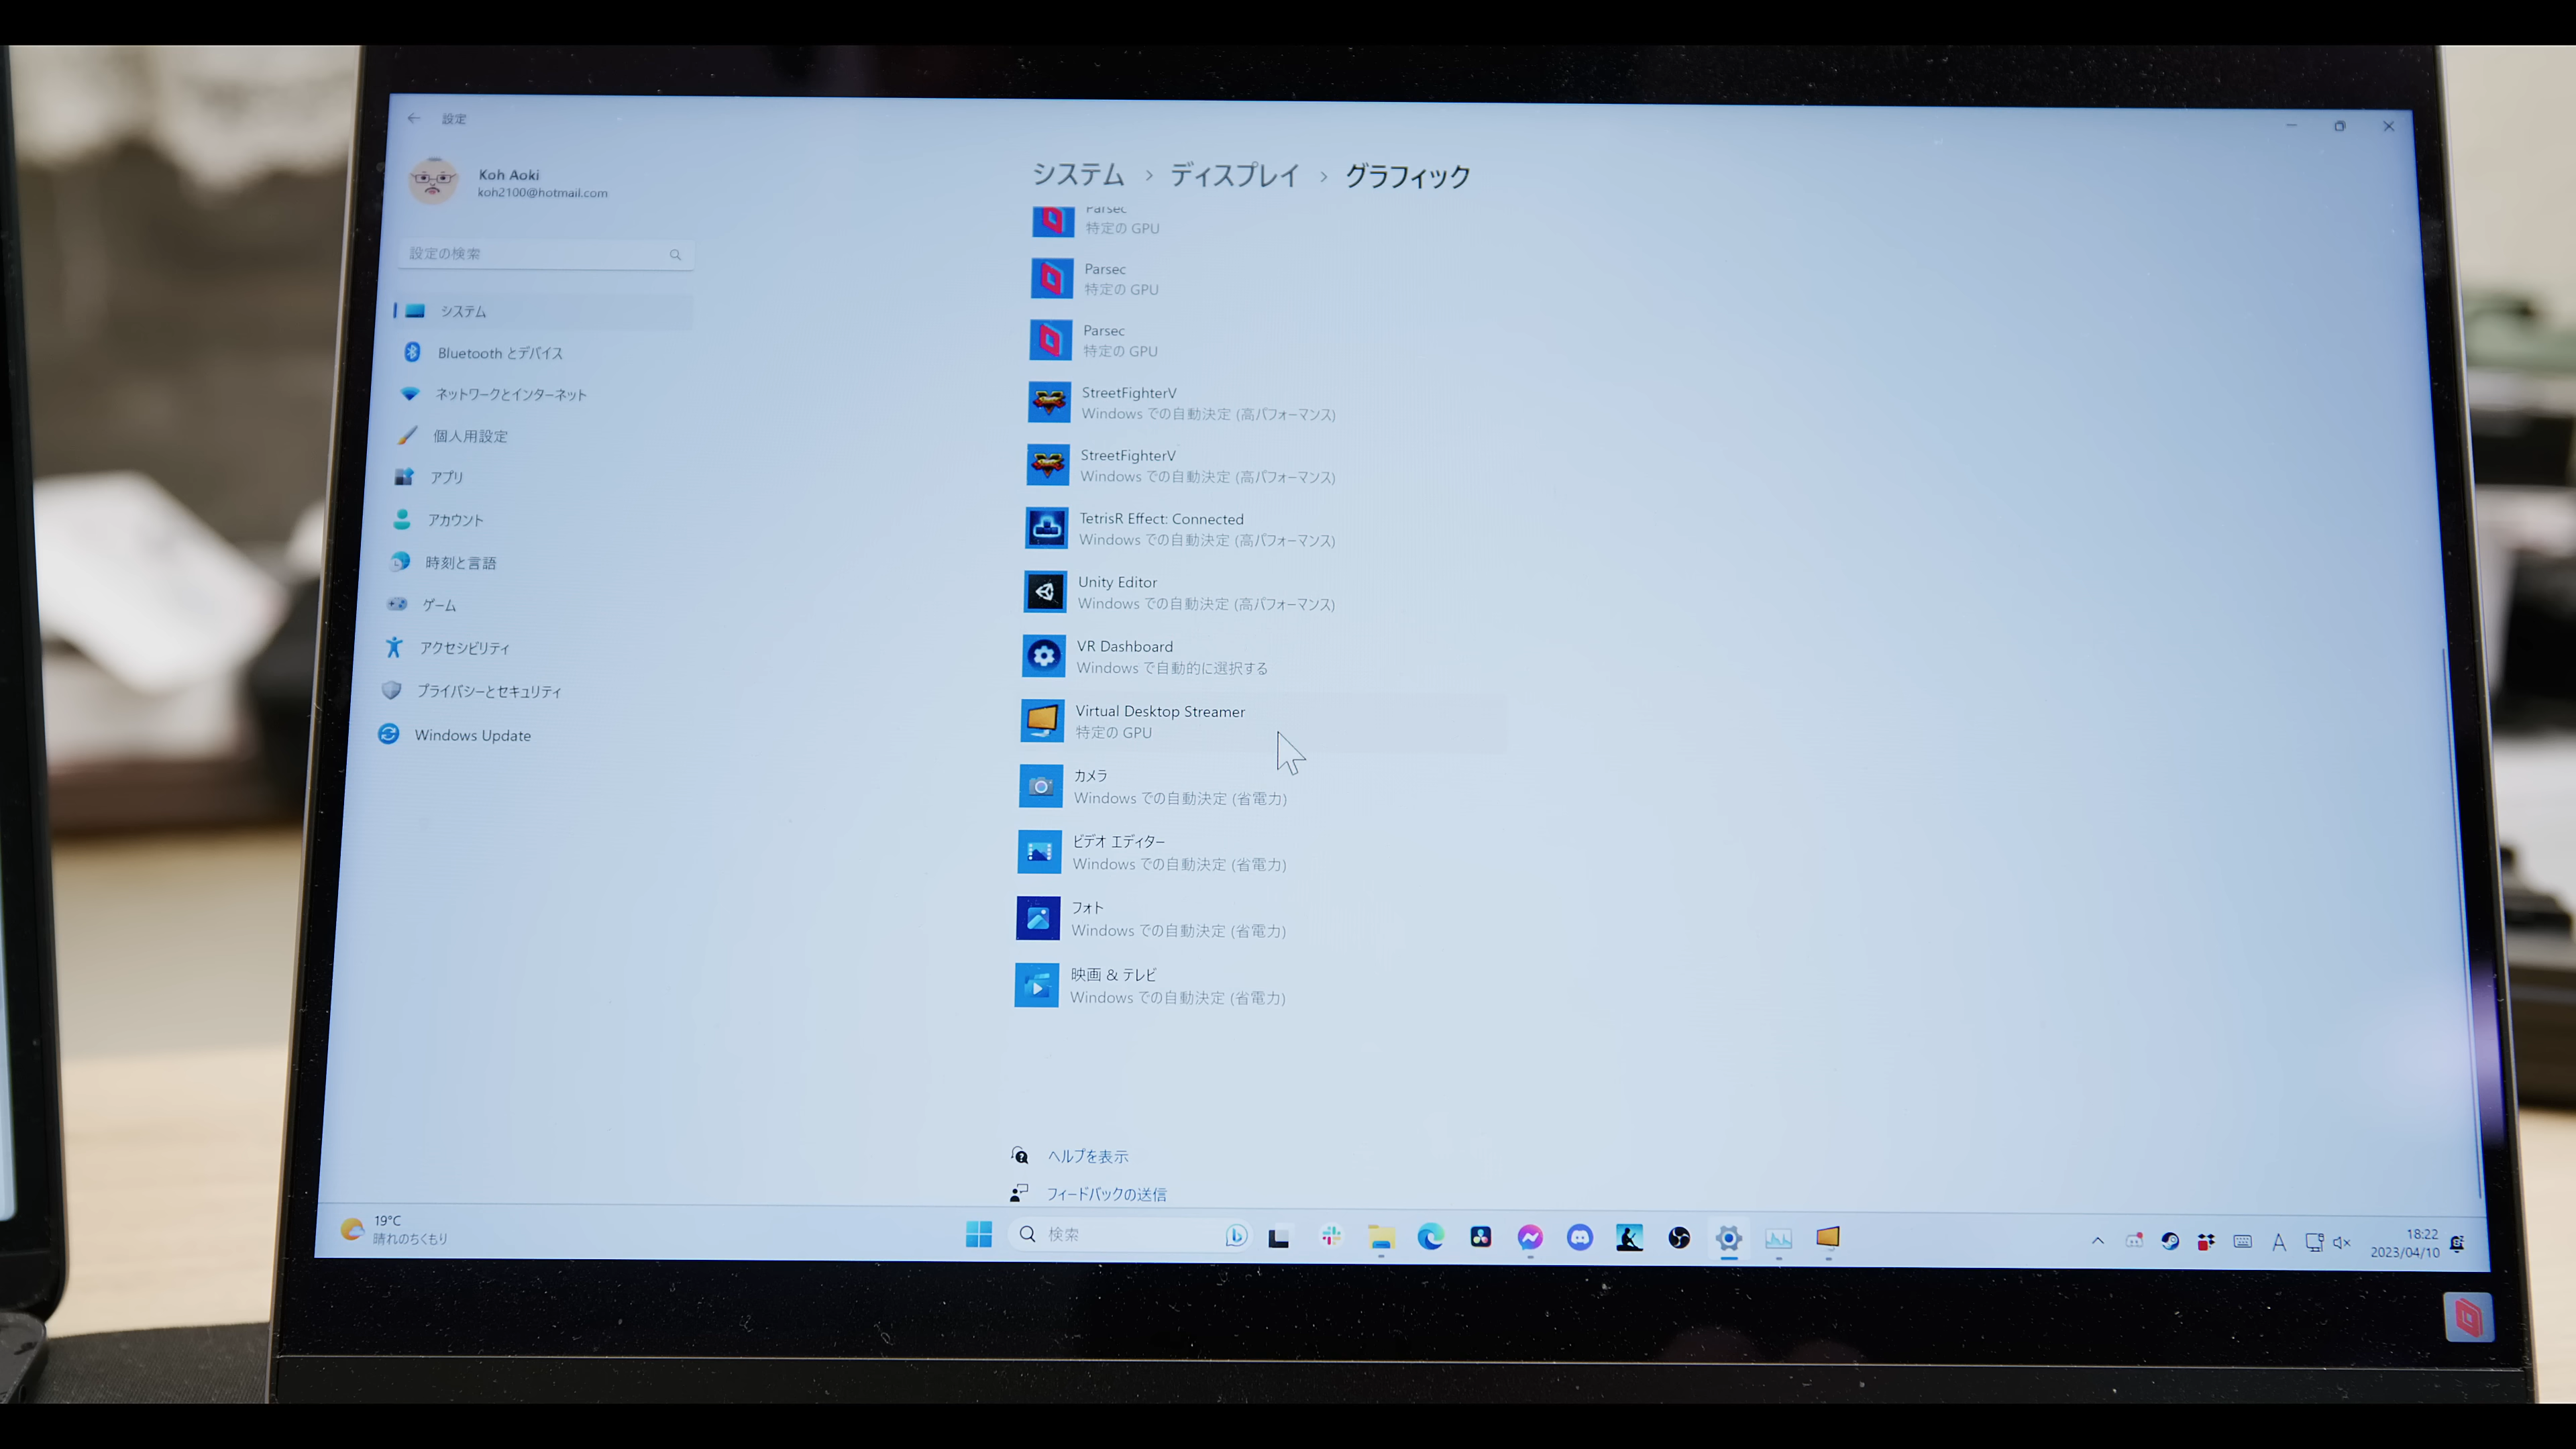 設定
Koh Aoki
koh2100@hotmail.com
設定の検索
システム
Bluetooth とデバイス
ネットワークとインターネット
個人用設定
アプリ
アカウント
時刻と言語
ゲーム
アクセシビリティ
プライバシーとセキュリティ
Windows Update
システム › ディスプレイ › グラフィック
Parsec
特定の GPU
Parsec
特定の GPU
Parsec
特定の GPU
StreetFighterV
Windows での自動決定 (高パフォーマンス)
StreetFighterV
Windows での自動決定 (高パフォーマンス)
TetrisR Effect: Connected
Windows での自動決定 (高パフォーマンス)
Unity Editor
Windows での自動決定 (高パフォーマンス)
VR Dashboard
Windows で自動的に選択する
Virtual Desktop Streamer
特定の GPU
カメラ
Windows での自動決定 (省電力)
ビデオ エディター
Windows での自動決定 (省電力)
フォト
Windows での自動決定 (省電力)
映画 & テレビ
Windows での自動決定 (省電力)
ヘルプを表示
フィードバックの送信
19°C
晴れのちくもり
検索
A
18:22
2023/04/10